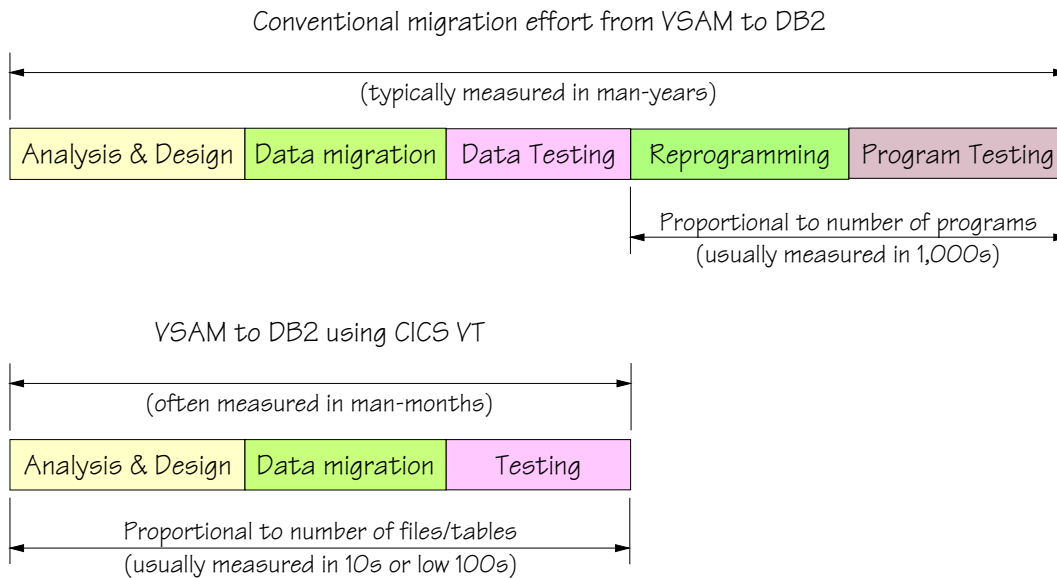 Conventional migration effort from VSAM to DB2
(typically measured in man-years)
Analysis & Design Data migration Data Testing Reprogramming Program Testing
Proportional to number of programs
(usually measured in 1,000s)
VSAM to DB2 using CICS VT
(often measured in man-months)
Analysis & Design Data migration Testing
Proportional to number of files/tables
(usually measured in 10s or low 100s)